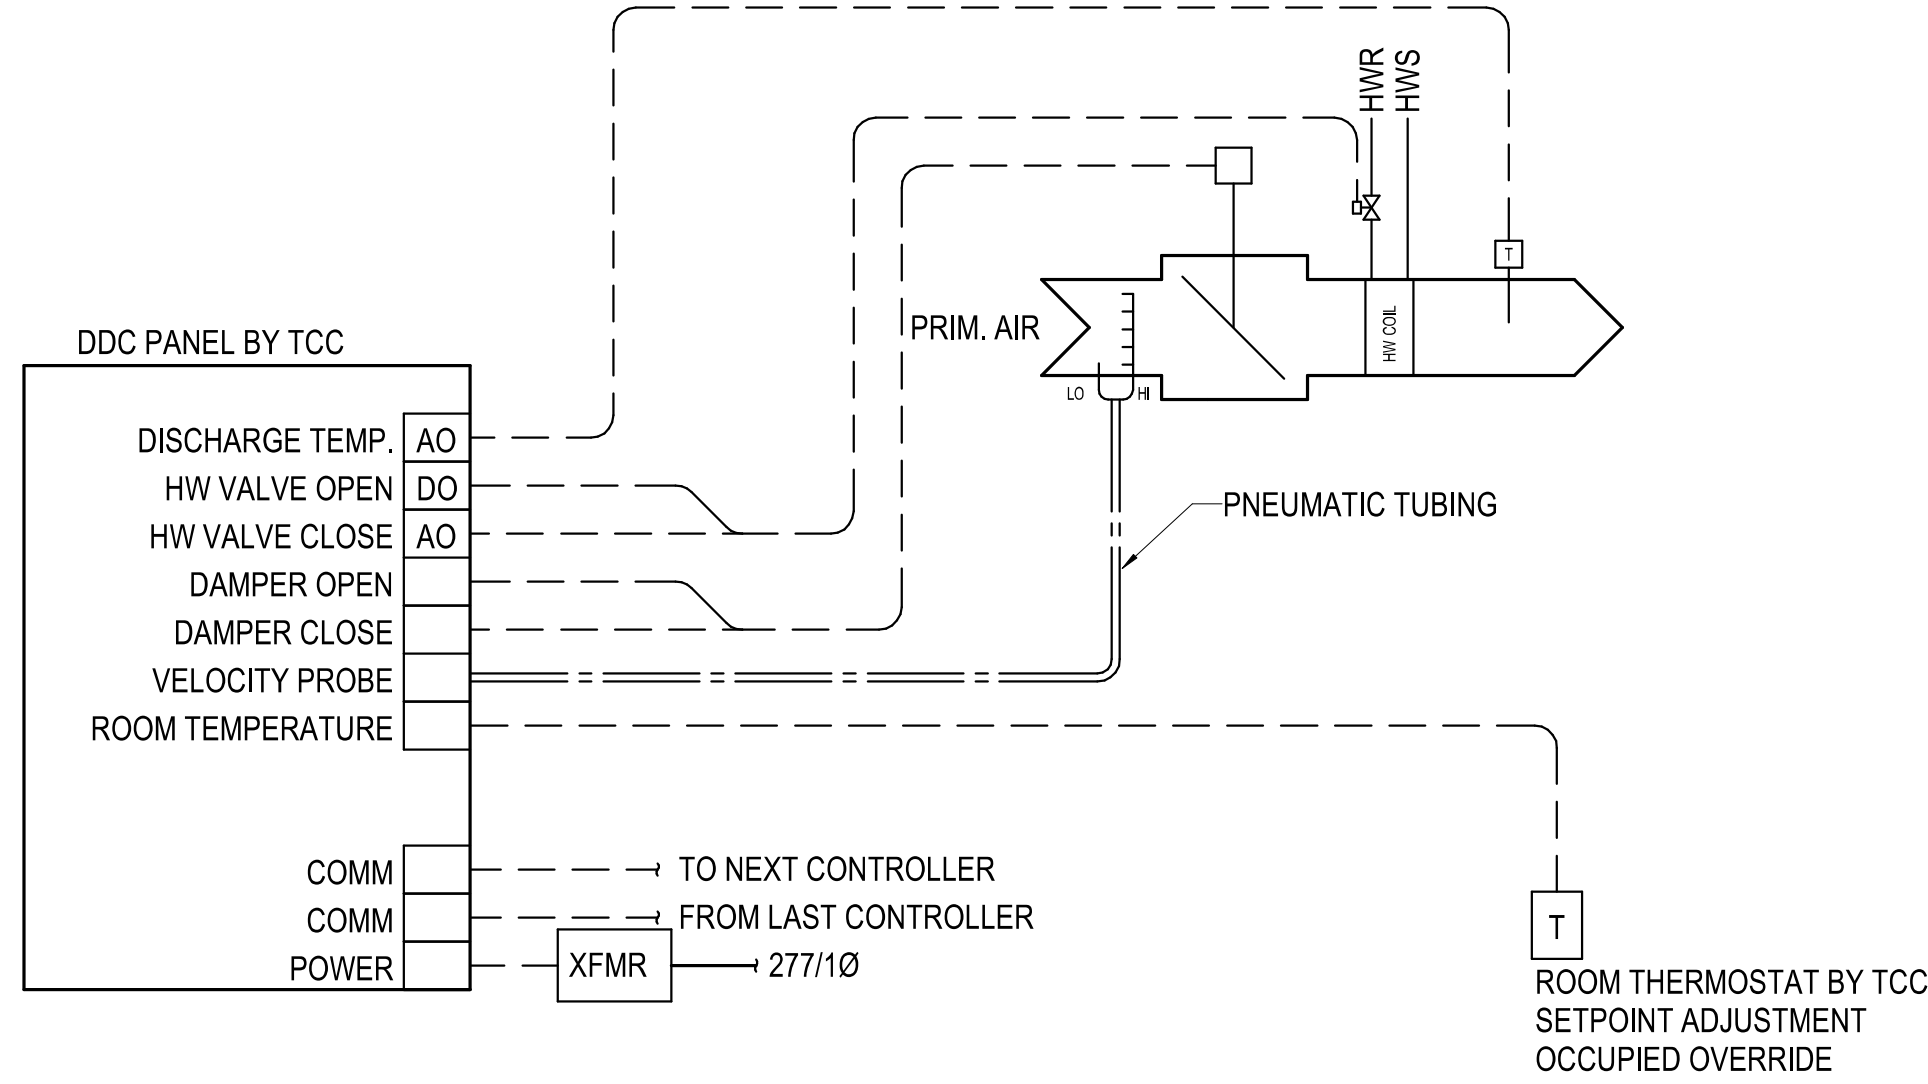 HWR
HWS
T
PRIM. AIR
HW COIL
LO
HI
DDC PANEL BY TCC
DISCHARGE TEMP. AO
HW VALVE OPEN DO
HW VALVE CLOSE AO
DAMPER OPEN
DAMPER CLOSE
VELOCITY PROBE
ROOM TEMPERATURE
PNEUMATIC TUBING
COMM
TO NEXT CONTROLLER
COMM
FROM LAST CONTROLLER
POWER
XFMR
277/1Ø
T
ROOM THERMOSTAT BY TCC
SETPOINT ADJUSTMENT
OCCUPIED OVERRIDE